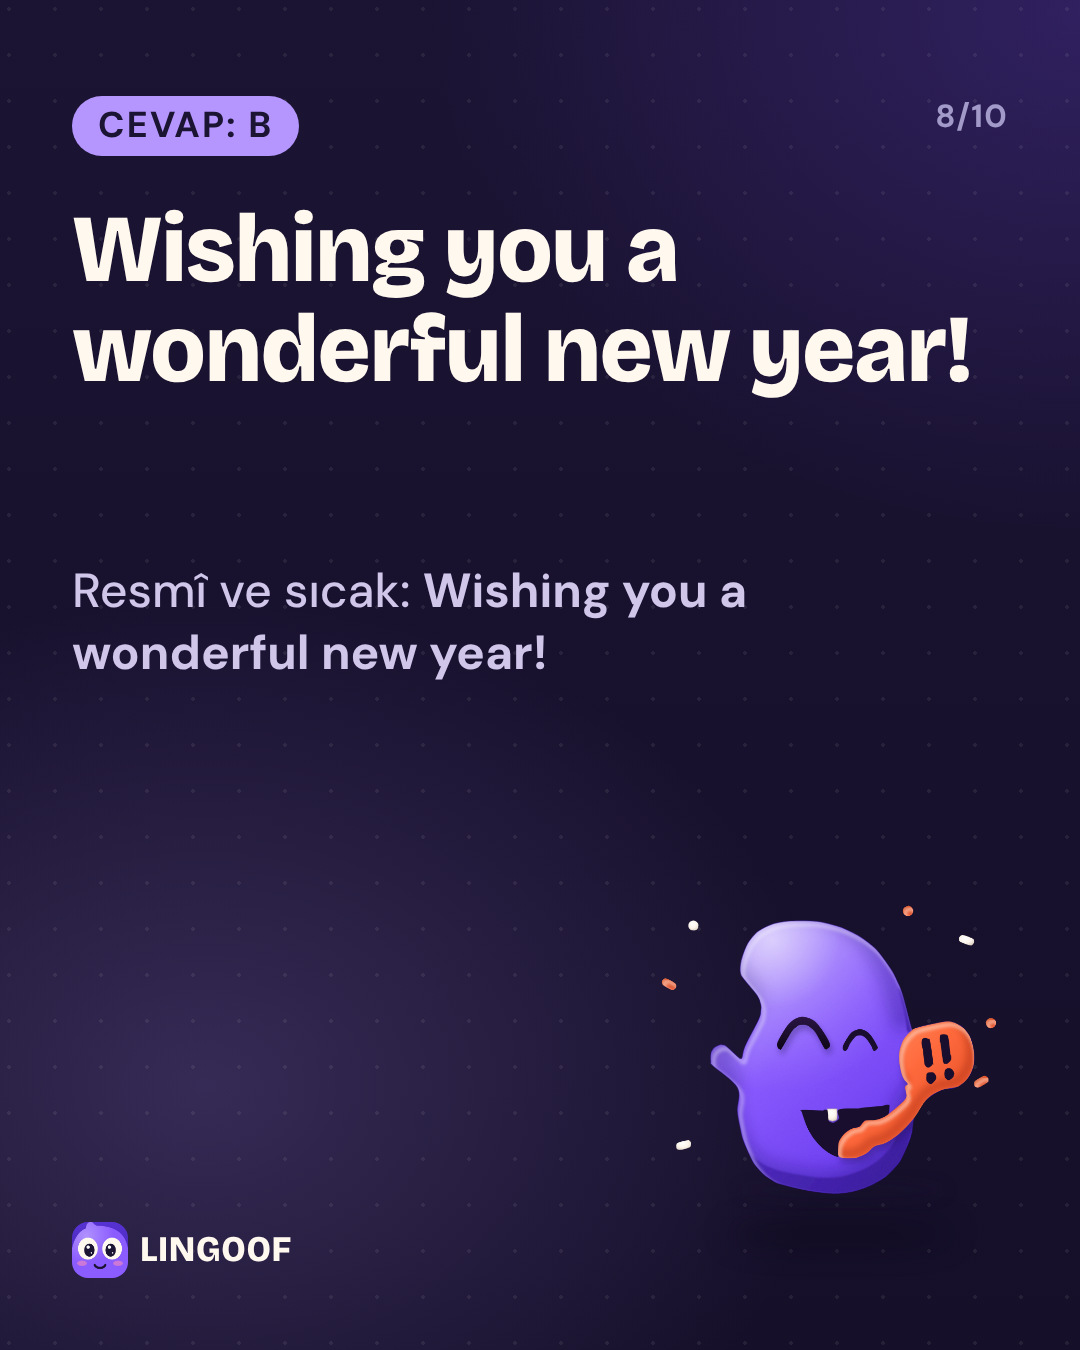 CEVAP: B
8/10
Wishing you a
wonderful new year!
Resmî ve sıcak: Wishing you a
wonderful new year!
!!
LINGOOF